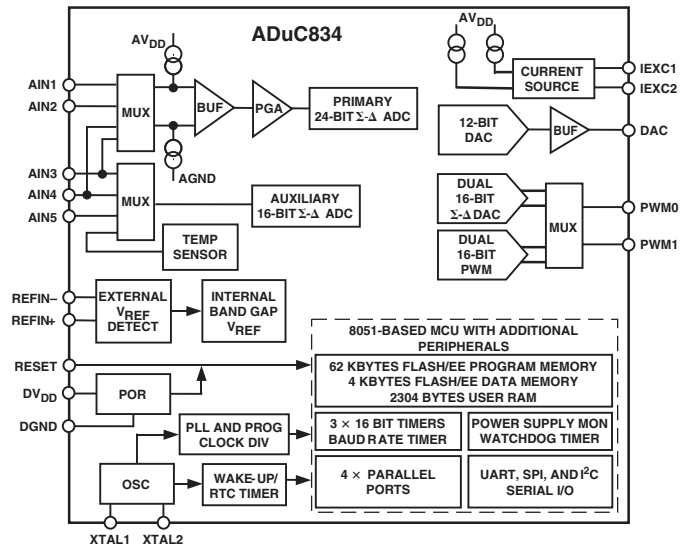 ADuC834
AVDD
AIN1
AIN2
AIN3
AIN4
AIN5
MUX
BUF
PGA
PRIMARY
24-BIT Σ-Δ ADC
AGND
MUX
AUXILIARY
16-BIT Σ-Δ ADC
TEMP
SENSOR
AVDD
CURRENT
SOURCE
IEXC1
IEXC2
12-BIT
DAC
BUF
DAC
DUAL
16-BIT
Σ-Δ DAC
DUAL
16-BIT
PWM
MUX
PWM0
PWM1
REFIN–
REFIN+
EXTERNAL
VREF
DETECT
INTERNAL
BAND GAP
VREF
RESET
DVDD
DGND
POR
PLL AND PROG
CLOCK DIV
OSC
WAKE-UP/
RTC TIMER
XTAL1
XTAL2
8051-BASED MCU WITH ADDITIONAL
PERIPHERALS
62 KBYTES FLASH/EE PROGRAM MEMORY
4 KBYTES FLASH/EE DATA MEMORY
2304 BYTES USER RAM
3 × 16 BIT TIMERS
BAUD RATE TIMER
POWER SUPPLY MON
WATCHDOG TIMER
4 × PARALLEL
PORTS
UART, SPI, AND I2C
SERIAL I/O